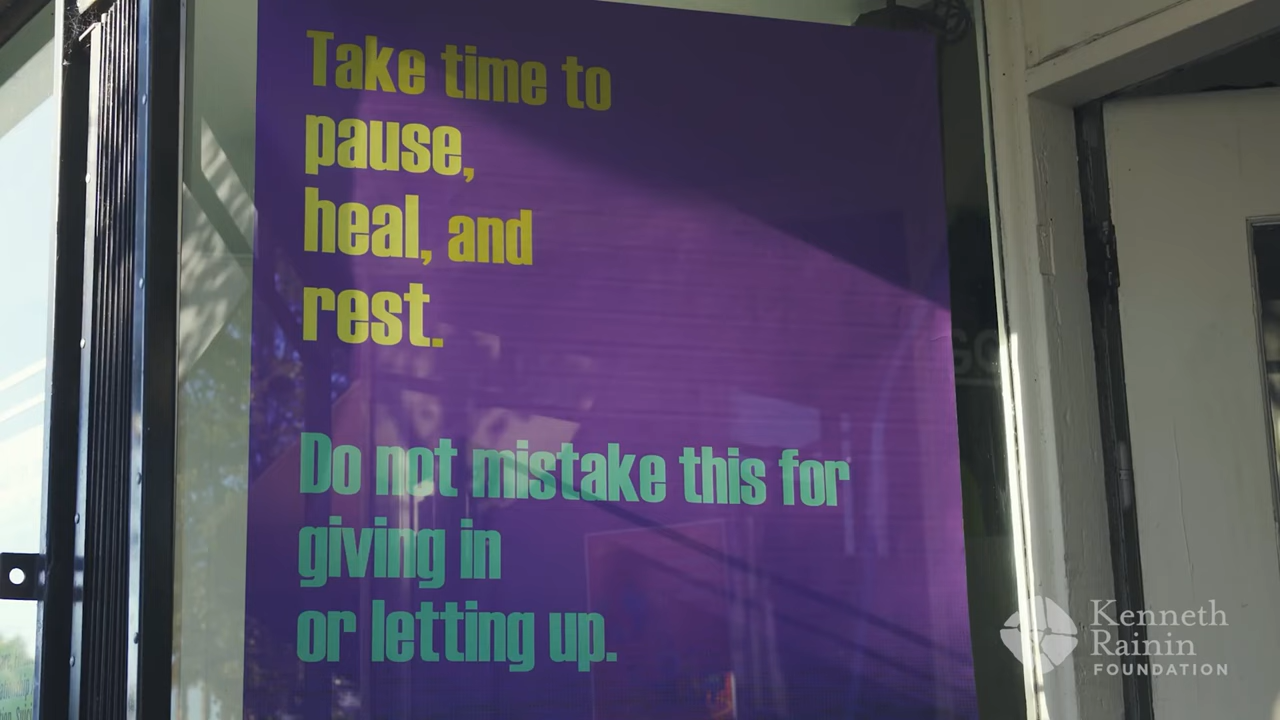 Take time to
pause,
heal, and
rest.
Do not mistake this for
giving in
or letting up.
Kenneth
Rainin
FOUNDATION